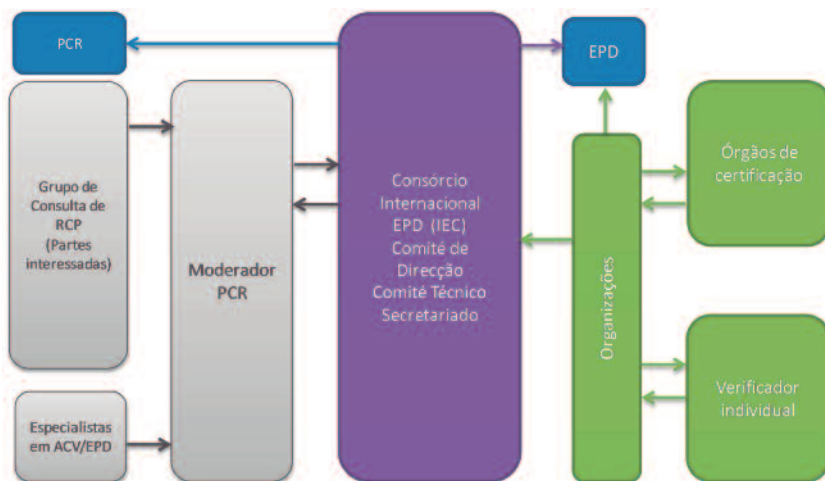 PCR
EPD
Grupo de
Consulta de
RCP
(Partes
interessadas)
Especialistas
em ACV/EPD
Moderador
PCR
Consórcio
Internacional
EPD (IEC)
Comité de
Direcção
Comité Técnico
Secretariado
Organizações
Órgãos de
certificação
Verificador
individual